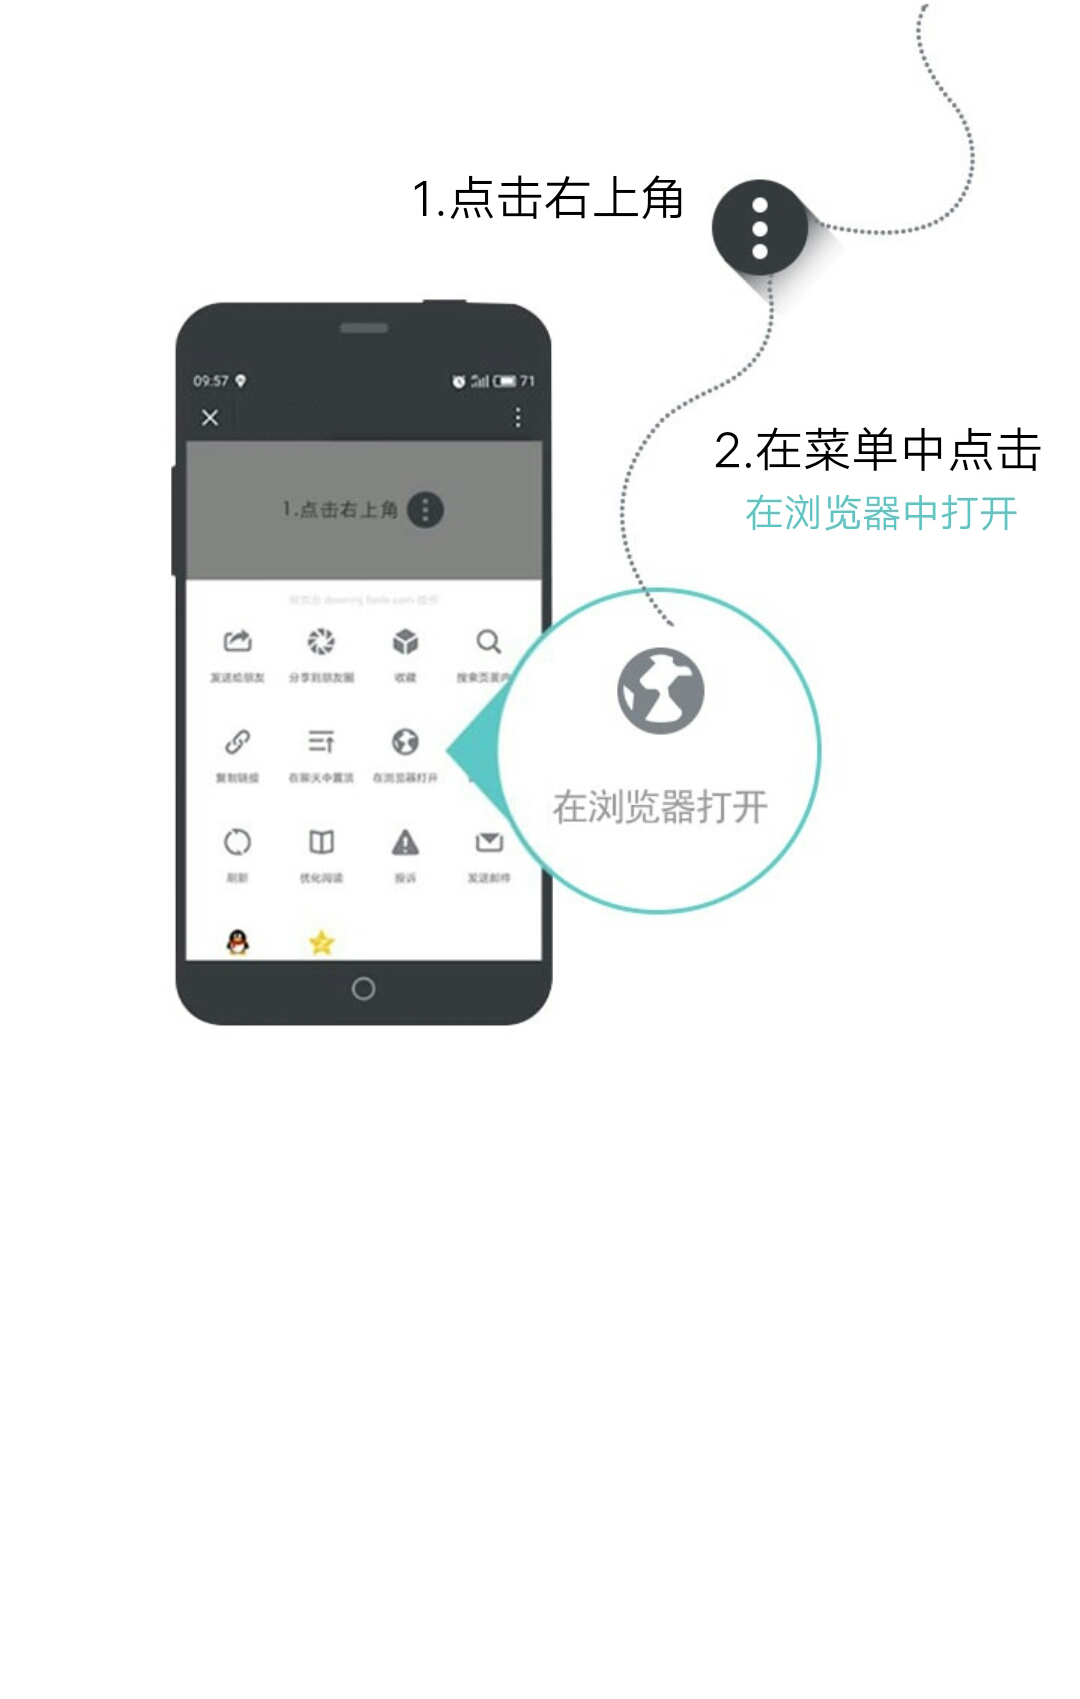 1.点击右上角
2.在菜单中点击
在浏览器中打开
09:57
71
1.点击右上角
发送给朋友
分享到朋友圈
收藏
搜索页面内
复制链接
在聊天中置顶
在浏览器打开
在浏览器打开
刷新
优化阅读
投诉
发送邮件